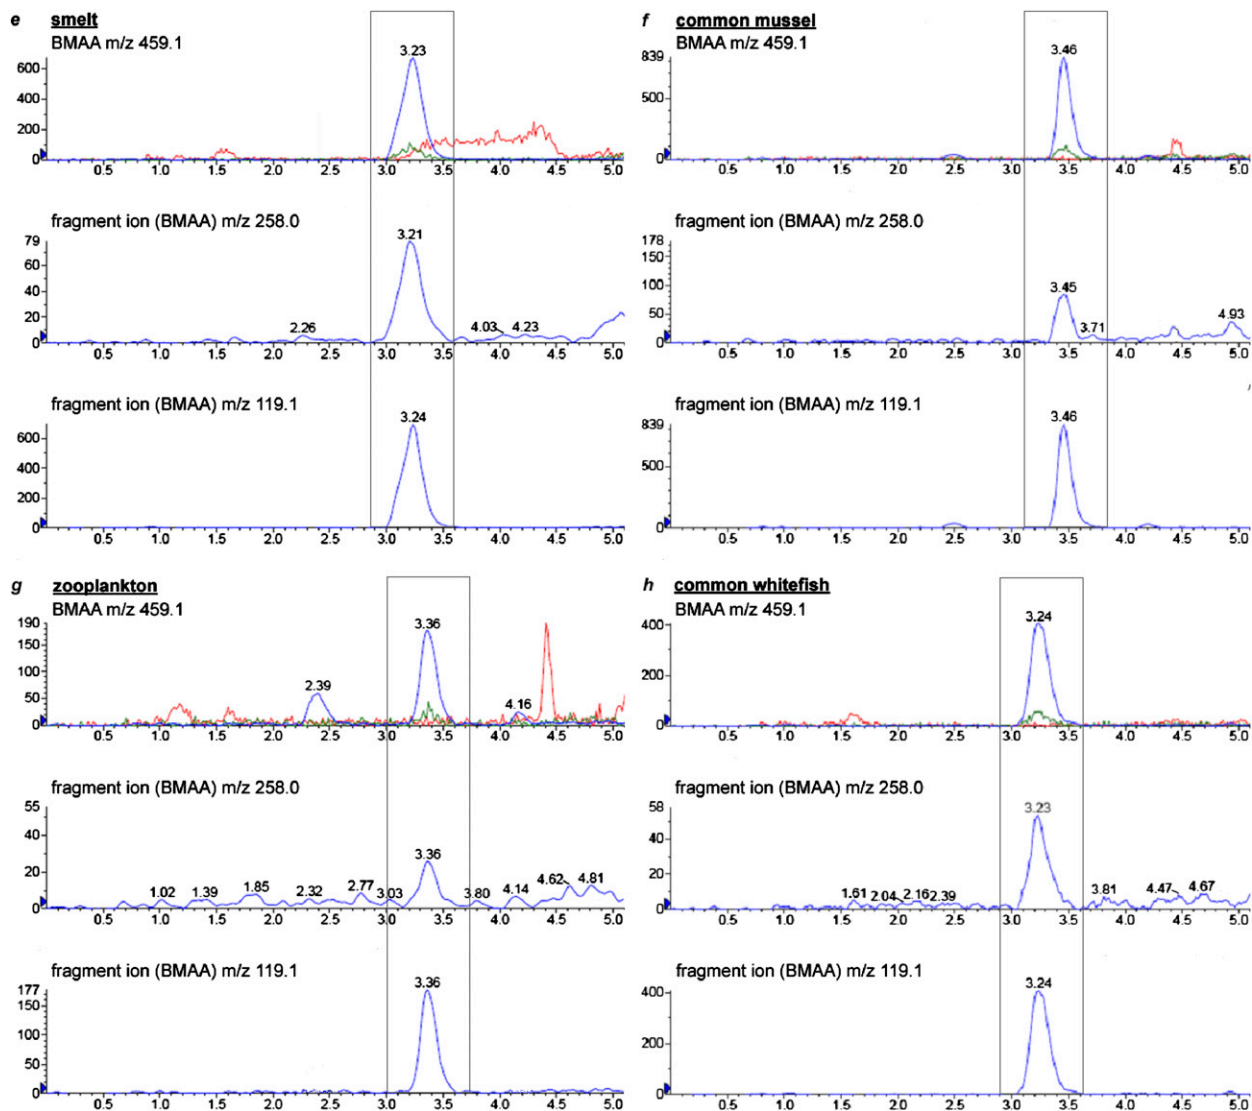 e smelt
BMAA m/z 459.1
600
400
200
0
3.23
0.5 1.0 1.5 2.0 2.5 3.0 3.5 4.0 4.5 5.0
fragment ion (BMAA) m/z 258.0
79
60
40
20
0
2.26 3.21 4.03 4.23
0.5 1.0 1.5 2.0 2.5 3.0 3.5 4.0 4.5 5.0
fragment ion (BMAA) m/z 119.1
600
400
200
0
3.24
0.5 1.0 1.5 2.0 2.5 3.0 3.5 4.0 4.5 5.0
f common mussel
BMAA m/z 459.1
839
500
0
3.46
0.5 1.0 1.5 2.0 2.5 3.0 3.5 4.0 4.5 5.0
fragment ion (BMAA) m/z 258.0
178
150
100
50
0
3.45 3.71 4.93
0.5 1.0 1.5 2.0 2.5 3.0 3.5 4.0 4.5 5.0
fragment ion (BMAA) m/z 119.1
839
500
0
3.46
0.5 1.0 1.5 2.0 2.5 3.0 3.5 4.0 4.5 5.0
g zooplankton
BMAA m/z 459.1
190
150
100
50
0
2.39 3.36 4.16
0.5 1.0 1.5 2.0 2.5 3.0 3.5 4.0 4.5 5.0
fragment ion (BMAA) m/z 258.0
55
40
20
0
1.02 1.39 1.85 2.32 2.77 3.03 3.36 3.80 4.14 4.62 4.81
0.5 1.0 1.5 2.0 2.5 3.0 3.5 4.0 4.5 5.0
fragment ion (BMAA) m/z 119.1
177
150
100
50
0
3.36
0.5 1.0 1.5 2.0 2.5 3.0 3.5 4.0 4.5 5.0
h common whitefish
BMAA m/z 459.1
400
200
0
3.24
0.5 1.0 1.5 2.0 2.5 3.0 3.5 4.0 4.5 5.0
fragment ion (BMAA) m/z 258.0
58
40
20
0
1.61 2.04 2.16 2.39 3.23 3.81 4.47 4.67
0.5 1.0 1.5 2.0 2.5 3.0 3.5 4.0 4.5 5.0
fragment ion (BMAA) m/z 119.1
400
200
0
3.24
0.5 1.0 1.5 2.0 2.5 3.0 3.5 4.0 4.5 5.0